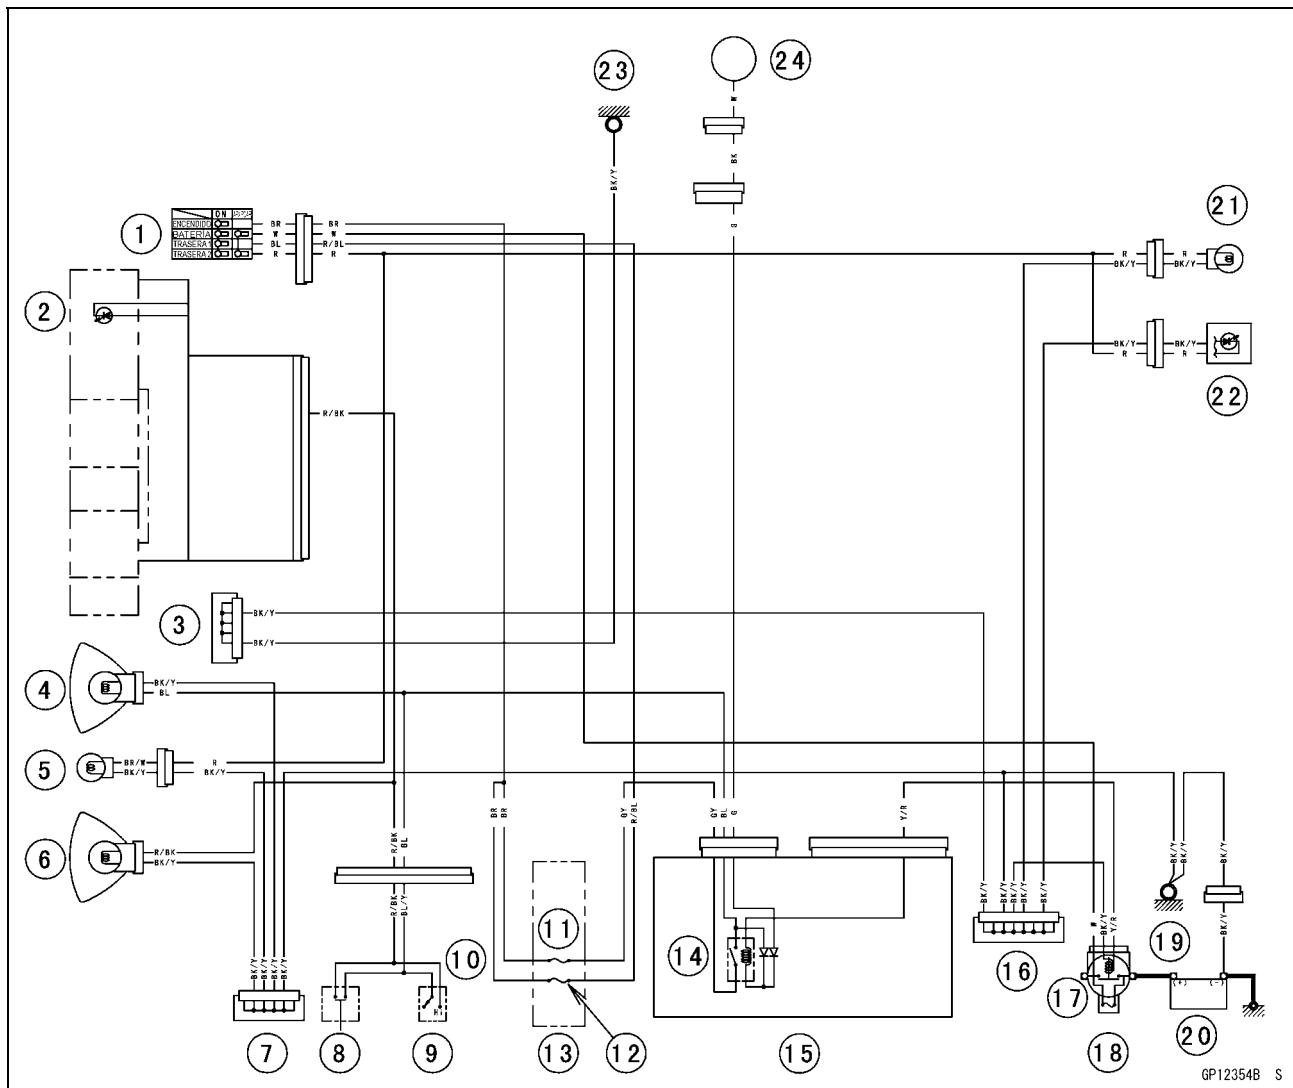 23
24
W
BK
G
BK/Y
1
ON
ENCENDIDO
BATERÍA
TRASERA 1
TRASERA 2
BR BR
W W
BL R/BL
R R
21
R R
BK/Y BK/Y
2
BK/Y BK/Y
R R
22
R/BK
3
BK/Y
BK/Y
4
BK/Y
BL
5
BR/W R
BK/Y BK/Y
6
R/BK
BK/Y
R/BK BL
R/BK BL/Y
BR BR
GY R/BL
GY BL G
Y/R
BK/Y BK/Y
BK/Y
BK/Y
BK/Y BK/Y BK/Y BK/Y BK/Y
W BK/Y Y/R
BK/Y BK/Y BK/Y BK/Y
10
11
14
16
17
19
(+) (-)
HI
7
8
9
13
12
15
18
20
GP12354B S